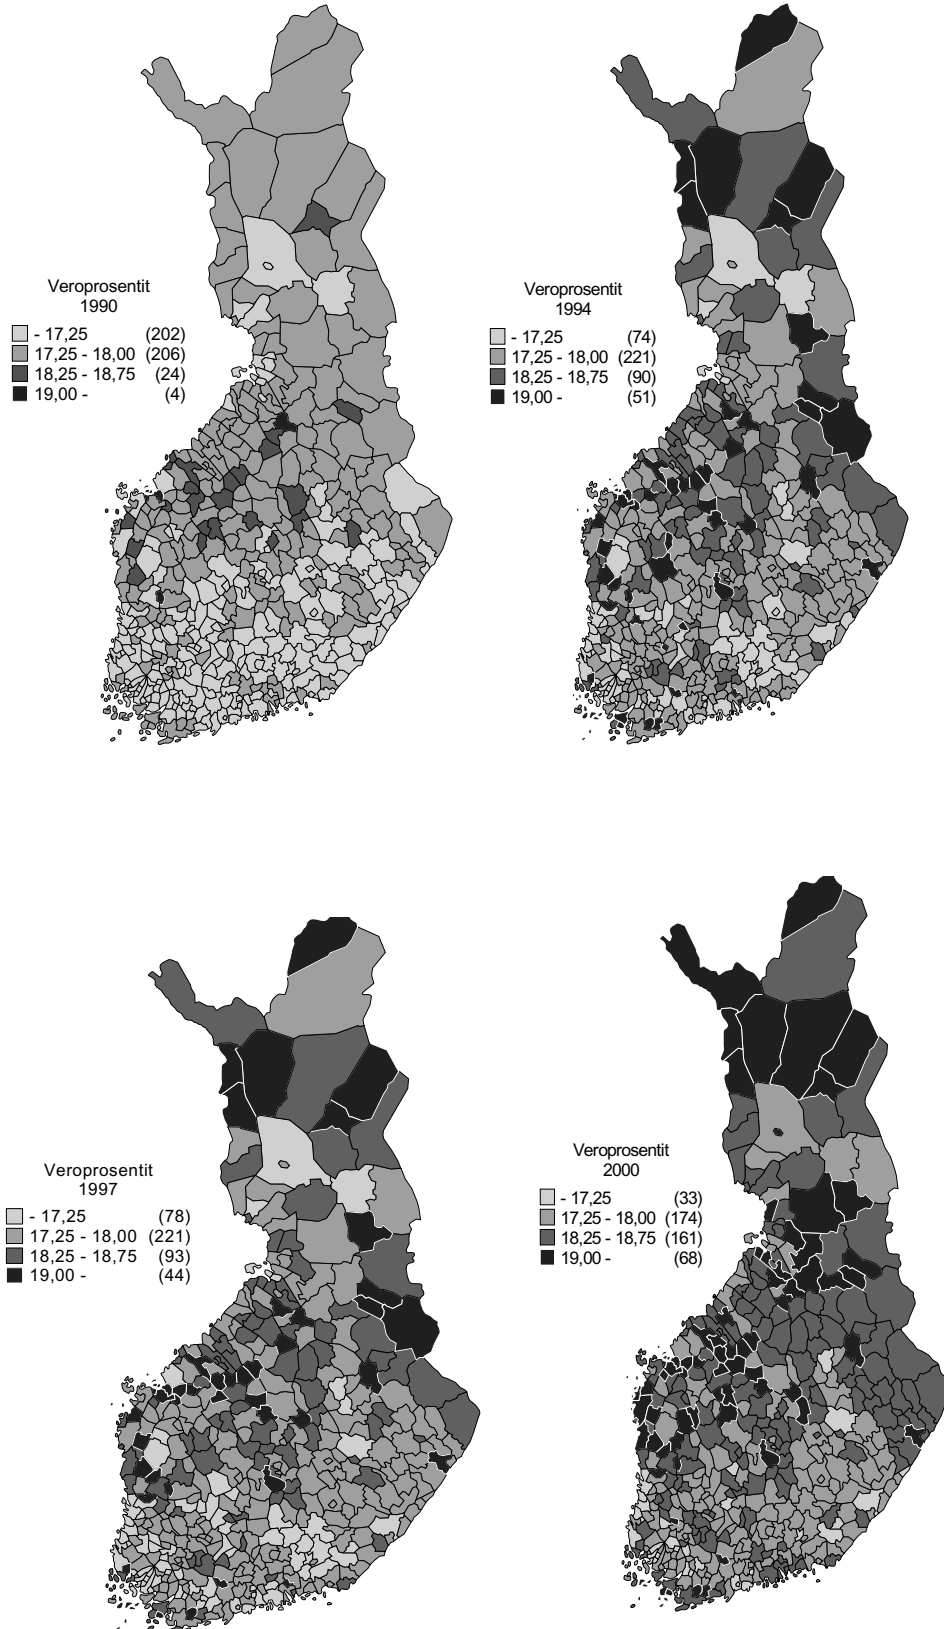 Veroprosentit
1990
- 17,25 (202)
17,25 - 18,00 (206)
18,25 - 18,75 (24)
19,00 - (4)
Veroprosentit
1994
- 17,25 (74)
17,25 - 18,00 (221)
18,25 - 18,75 (90)
19,00 - (51)
Veroprosentit
1997
- 17,25 (78)
17,25 - 18,00 (221)
18,25 - 18,75 (93)
19,00 - (44)
Veroprosentit
2000
- 17,25 (33)
17,25 - 18,00 (174)
18,25 - 18,75 (161)
19,00 - (68)